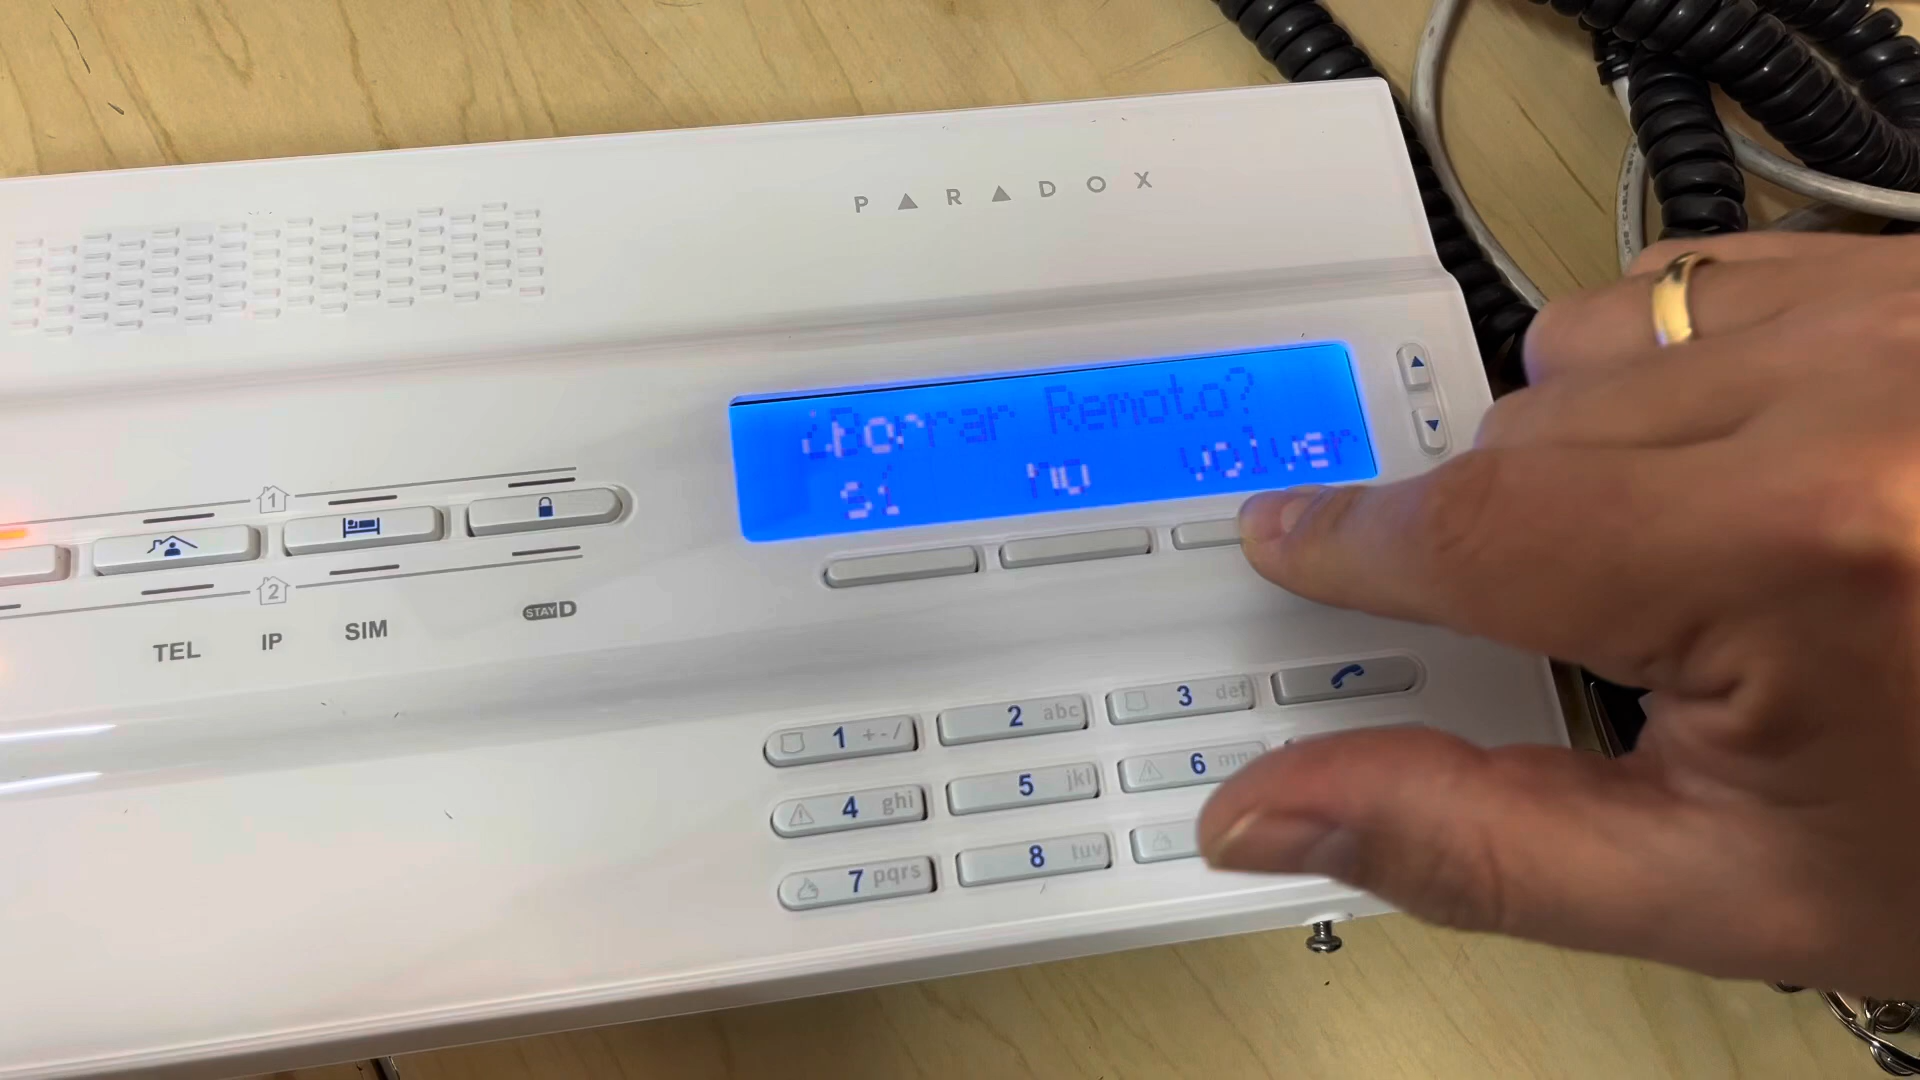 PARADOX
¿Borrar Remoto?
sí no volver
1
2
TEL IP SIM STAY D
1 +-/ 2 abc 3 def
4 ghi 5 jkl 6
7 pqrs 8 tuv